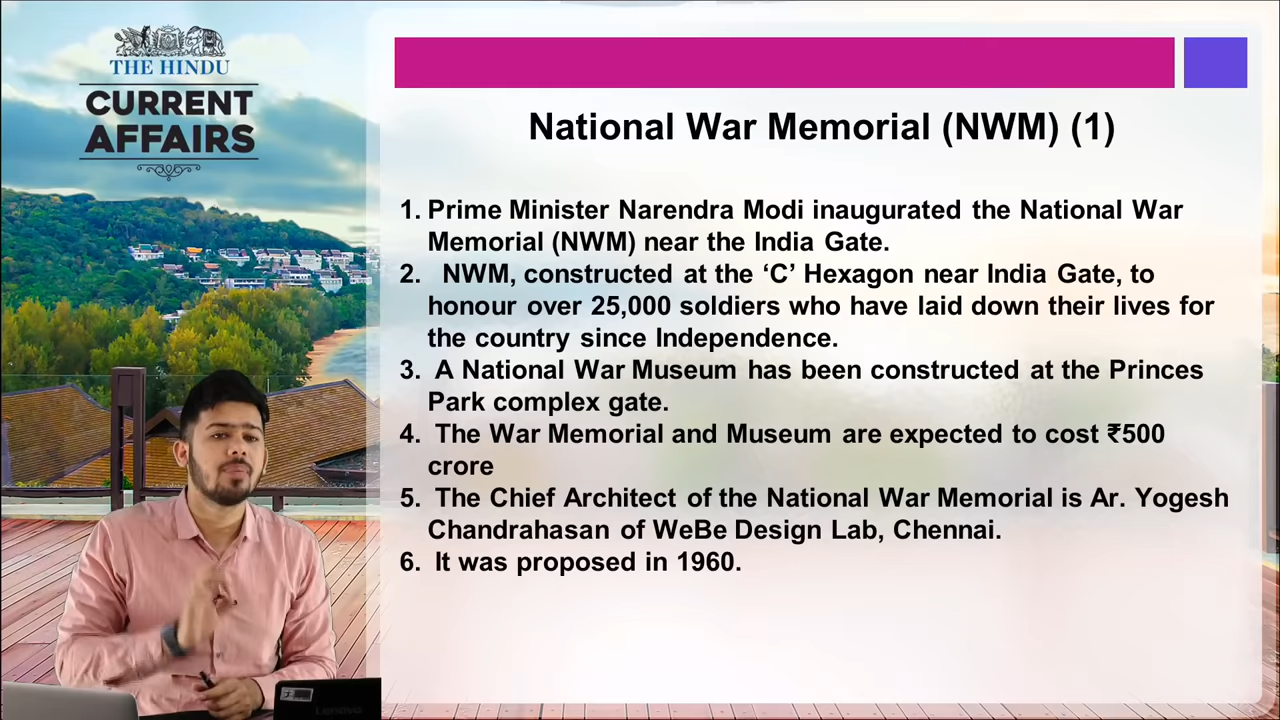 THE HINDU
CURRENT
AFFAIRS
National War Memorial (NWM) (1)
1. Prime Minister Narendra Modi inaugurated the National War
Memorial (NWM) near the India Gate.
2. NWM, constructed at the ‘C’ Hexagon near India Gate, to
honour over 25,000 soldiers who have laid down their lives for
the country since Independence.
3. A National War Museum has been constructed at the Princes
Park complex gate.
4. The War Memorial and Museum are expected to cost ₹500
crore
5. The Chief Architect of the National War Memorial is Ar. Yogesh
Chandrahasan of WeBe Design Lab, Chennai.
6. It was proposed in 1960.
Lenovo